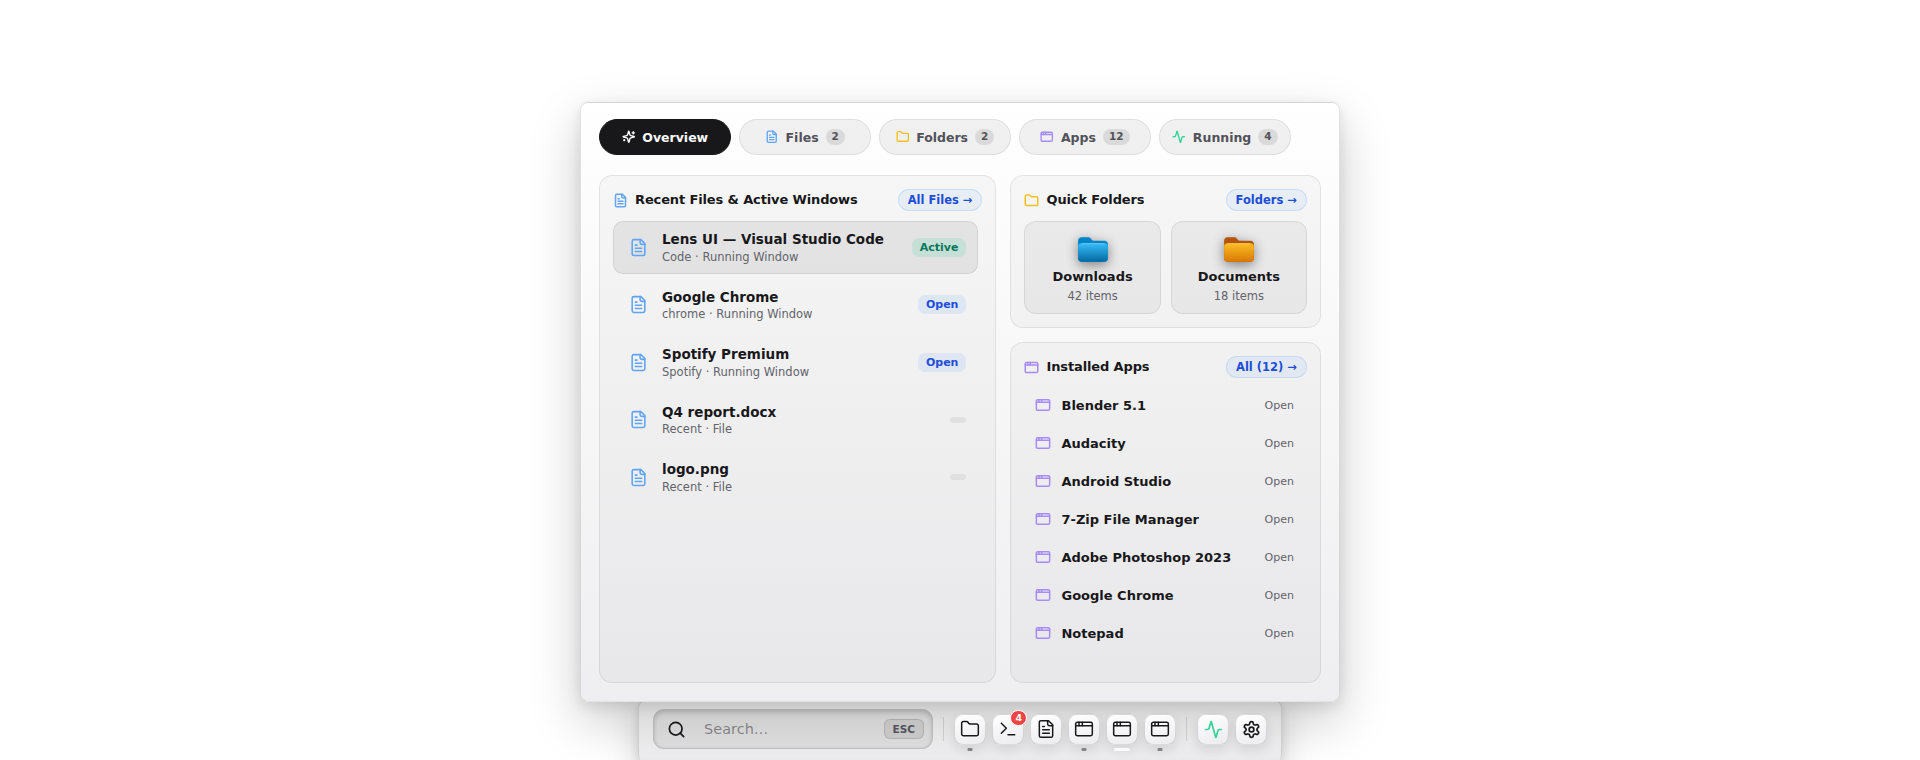 Overview
Files 2
Folders 2
Apps 12
Running 4
Recent Files & Active Windows
All Files →
Lens UI — Visual Studio Code
Code · Running Window
Active
Google Chrome
chrome · Running Window
Open
Spotify Premium
Spotify · Running Window
Open
Q4 report.docx
Recent · File
logo.png
Recent · File
Quick Folders
Folders →
Downloads
42 items
Documents
18 items
Installed Apps
All (12) →
Blender 5.1 Open
Audacity Open
Android Studio Open
7-Zip File Manager Open
Adobe Photoshop 2023 Open
Google Chrome Open
Notepad Open
Search...
ESC
4